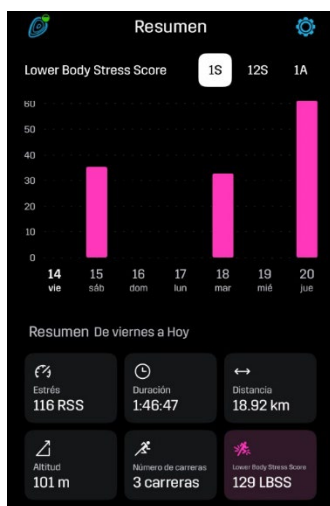 Resumen
Lower Body Stress Score 1S 12S 1A
60
50
40
30
20
10
0
14 15 16 17 18 19 20
vie sáb dom lun mar mié jue
Resumen De viernes a Hoy
Estrés Duración Distancia
116 RSS 1:46:47 18.92 km
Altitud Número de carreras Lower Body Stress Score
101 m 3 carreras 129 LBSS